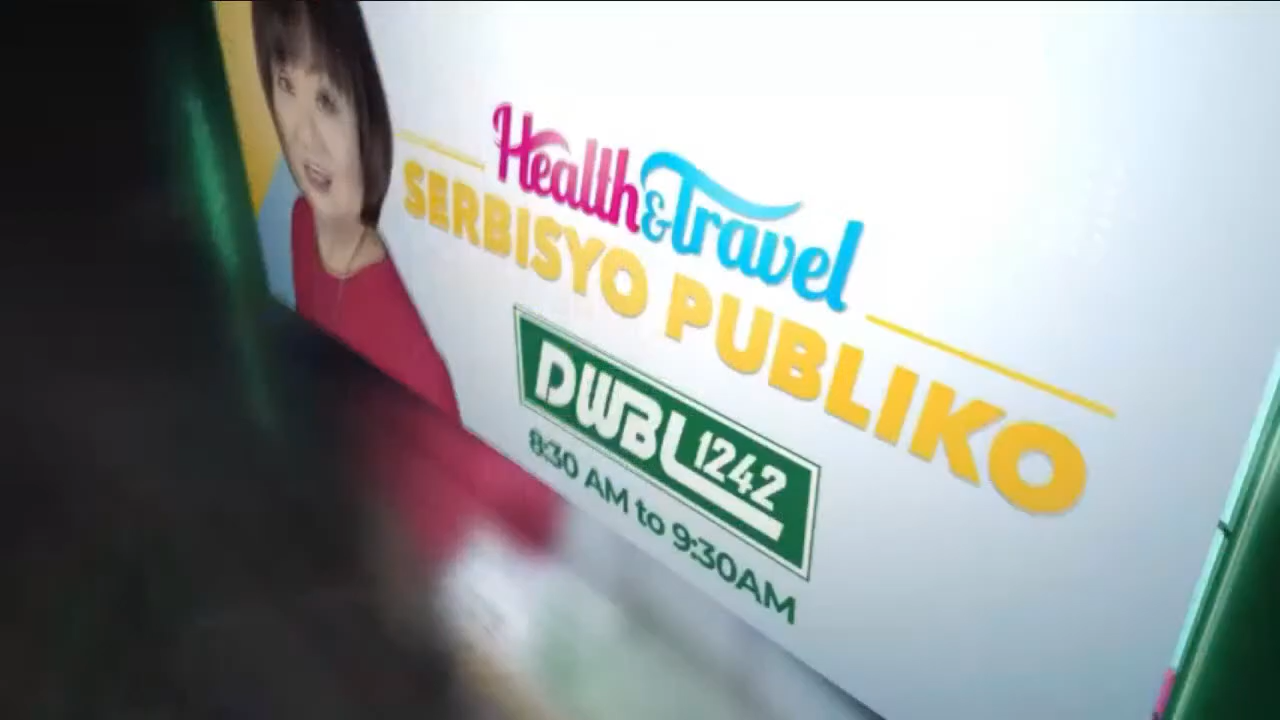 Health & Travel
SERBISYO PUBLIKO
DWBL 1242
8:30 AM to 9:30AM